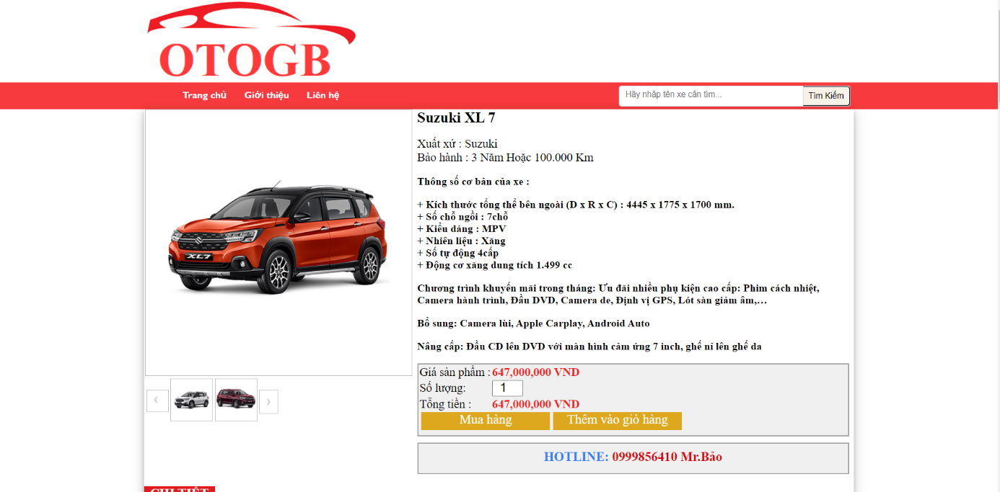 OTOGB
Trang chủ Giới thiệu Liên hệ
Hãy nhập tên xe cần tìm... Tìm Kiếm
Suzuki XL 7
Xuất xứ : Suzuki
Bảo hành : 3 Năm Hoặc 100.000 Km
Thông số cơ bản của xe :
+ Kích thước tổng thể bên ngoài (D x R x C) : 4445 x 1775 x 1700 mm.
+ Số chỗ ngồi : 7chỗ
+ Kiểu dáng : MPV
+ Nhiên liệu : Xăng
+ Số tự động 4cấp
+ Động cơ xăng dung tích 1.499 cc
Chương trình khuyến mãi trong tháng: Ưu đãi nhiều phụ kiện cao cấp: Phim cách nhiệt,
Camera hành trình, Đầu DVD, Camera de, Định vị GPS, Lót sàn giảm âm,…
Bổ sung: Camera lùi, Apple Carplay, Android Auto
Nâng cấp: Đầu CD lên DVD với màn hình cảm ứng 7 inch, ghế nỉ lên ghế da
XL7
Giá sản phẩm : 647,000,000 VND
Số lượng: 1
Tổng tiền : 647,000,000 VND
Mua hàng Thêm vào giỏ hàng
HOTLINE: 0999856410 Mr.Bảo
CHI TIẾT